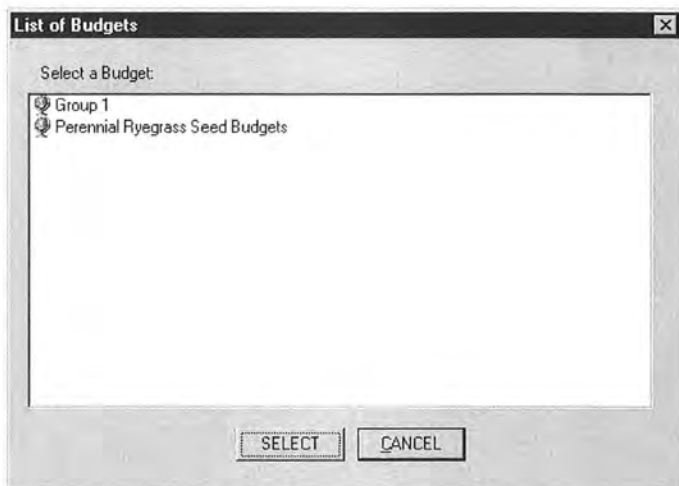 List of Budgets
Select a Budget:
Group 1
Perennial Ryegrass Seed Budgets
SELECT
CANCEL